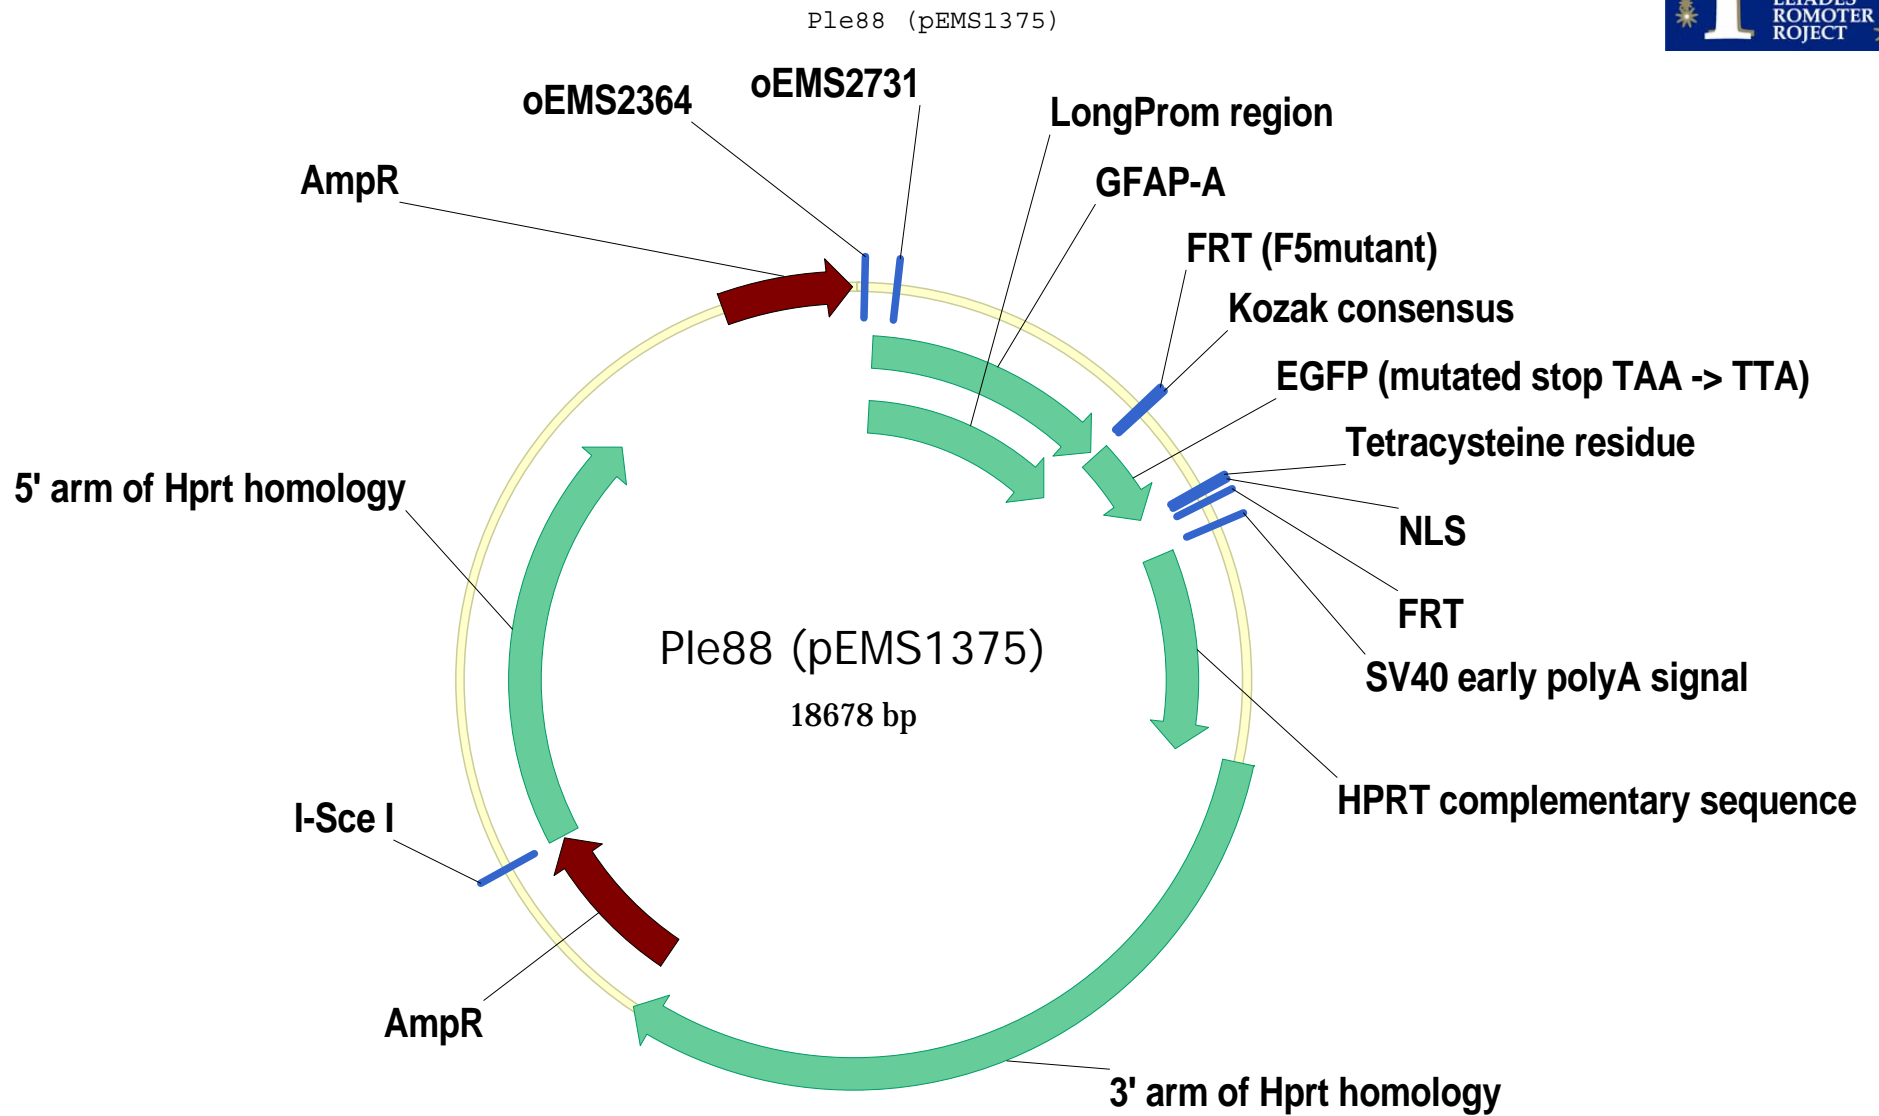 Ple88 (pEMS1375)
ROMOTER
ROJECT
oEMS2364
oEMS2731
LongProm region
AmpR
GFAP-A
FRT (F5mutant)
Kozak consensus
EGFP (mutated stop TAA -> TTA)
Tetracysteine residue
5' arm of Hprt homology
NLS
FRT
Ple88 (pEMS1375)
SV40 early polyA signal
18678 bp
HPRT complementary sequence
I-Sce I
AmpR
3' arm of Hprt homology